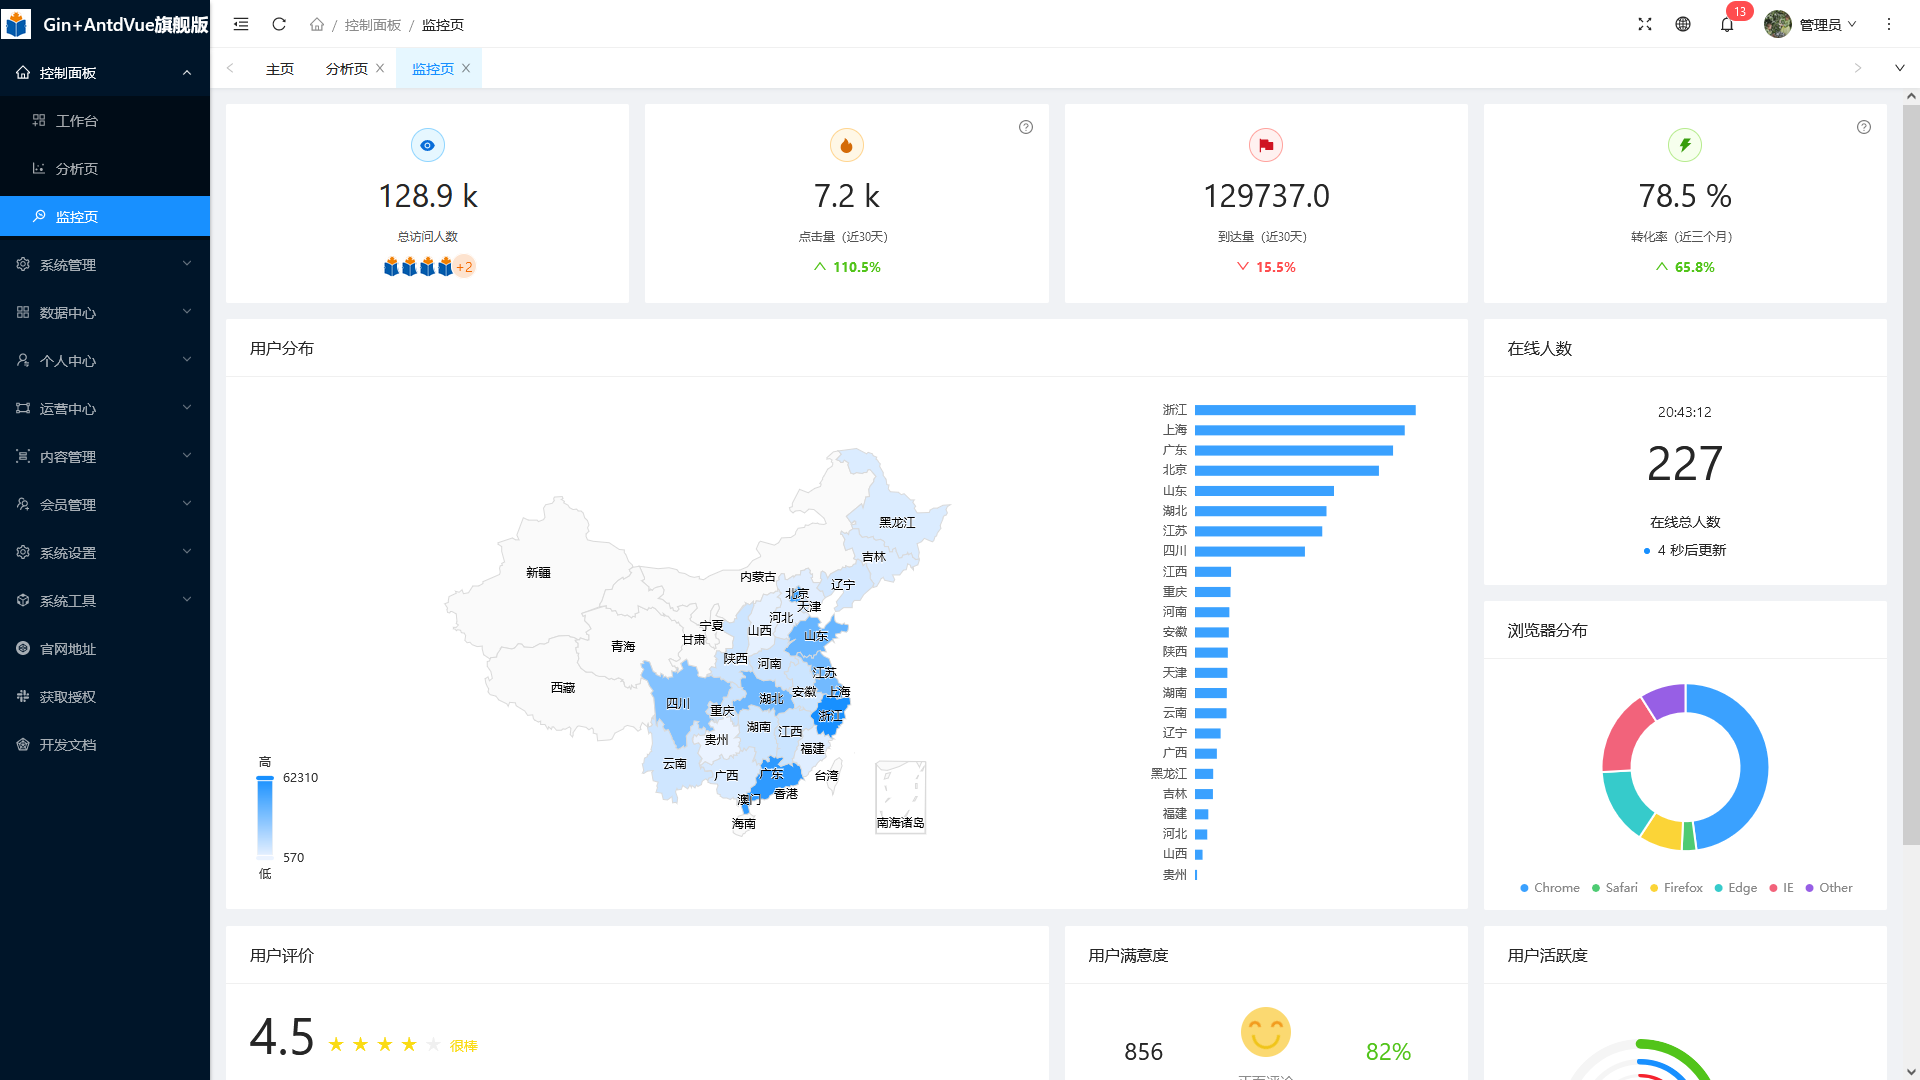 Gin+AntdVue旗舰版
控制面板
工作台
分析页
监控页
系统管理
数据中心
个人中心
运营中心
内容管理
会员管理
系统设置
系统工具
官网地址
获取授权
开发文档
/ 控制面板 / 监控页
13
管理员
主页
分析页
监控页
128.9 k
总访问人数
+2
7.2 k
点击量（近30天）
110.5%
129737.0
到达量（近30天）
15.5%
78.5 %
转化率（近三个月）
65.8%
用户分布
黑龙江
吉林
辽宁
内蒙古
北京
天津
河北
山西
宁夏
甘肃
新疆
青海
西藏
山东
陕西
河南
江苏
安徽
上海
四川
湖北
重庆
浙江
湖南
江西
贵州
福建
云南
广西
广东
台湾
澳门
香港
海南
南海诸岛
高
62310
570
低
浙江
上海
广东
北京
山东
湖北
江苏
四川
江西
重庆
河南
安徽
陕西
天津
湖南
云南
辽宁
广西
黑龙江
吉林
福建
河北
山西
贵州
在线人数
20:43:12
227
在线总人数
4 秒后更新
浏览器分布
Chrome Safari Firefox Edge IE Other
用户评价
4.5
很棒
用户满意度
856
82%
正面评论
用户活跃度